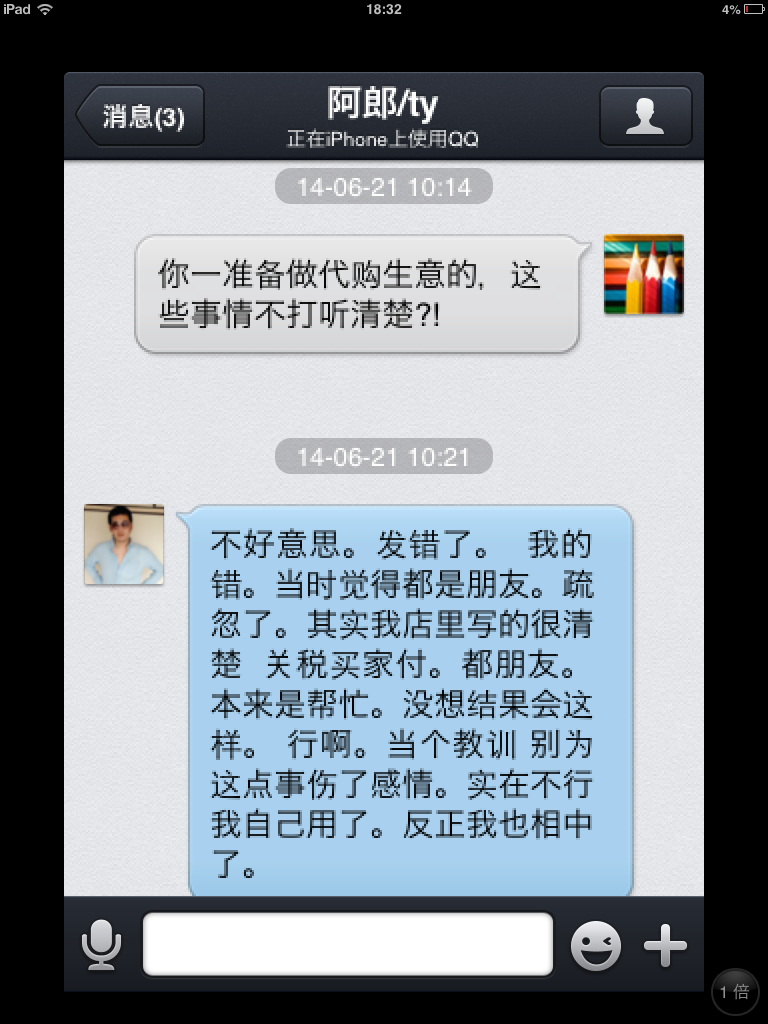 iPad 18:32 4%
消息(3)
阿郎/ty
正在iPhone上使用QQ
14-06-21 10:14
你一准备做代购生意的，这
些事情不打听清楚?!
14-06-21 10:21
不好意思。发错了。 我的
错。当时觉得都是朋友。疏
忽了。其实我店里写的很清
楚 关税买家付。都朋友。
本来是帮忙。没想结果会这
样。 行啊。当个教训 别为
这点事伤了感情。实在不行
我自己用了。反正我也相中
了。
1 倍